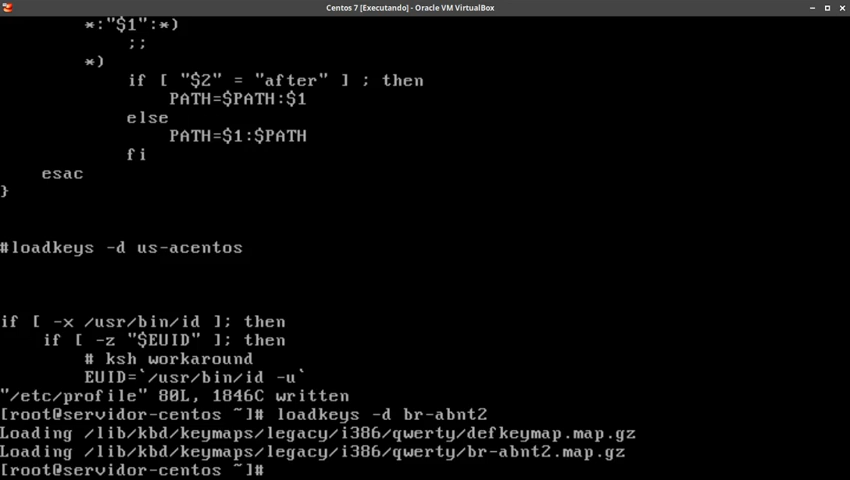 Centos 7 [Executando] - Oracle VM VirtualBox
*:"$1":*)
;;
*)
if [ "$2" = "after" ] ; then
PATH=$PATH:$1
else
PATH=$1:$PATH
fi
esac
}
#loadkeys -d us-acentos
if [ -x /usr/bin/id ]; then
if [ -z "$EUID" ]; then
# ksh workaround
EUID=`/usr/bin/id -u`
"/etc/profile" 80L, 1846C written
[root@servidor-centos ~]# loadkeys -d br-abnt2
Loading /lib/kbd/keymaps/legacy/i386/qwerty/defkeymap.map.gz
Loading /lib/kbd/keymaps/legacy/i386/qwerty/br-abnt2.map.gz
[root@servidor-centos ~]#